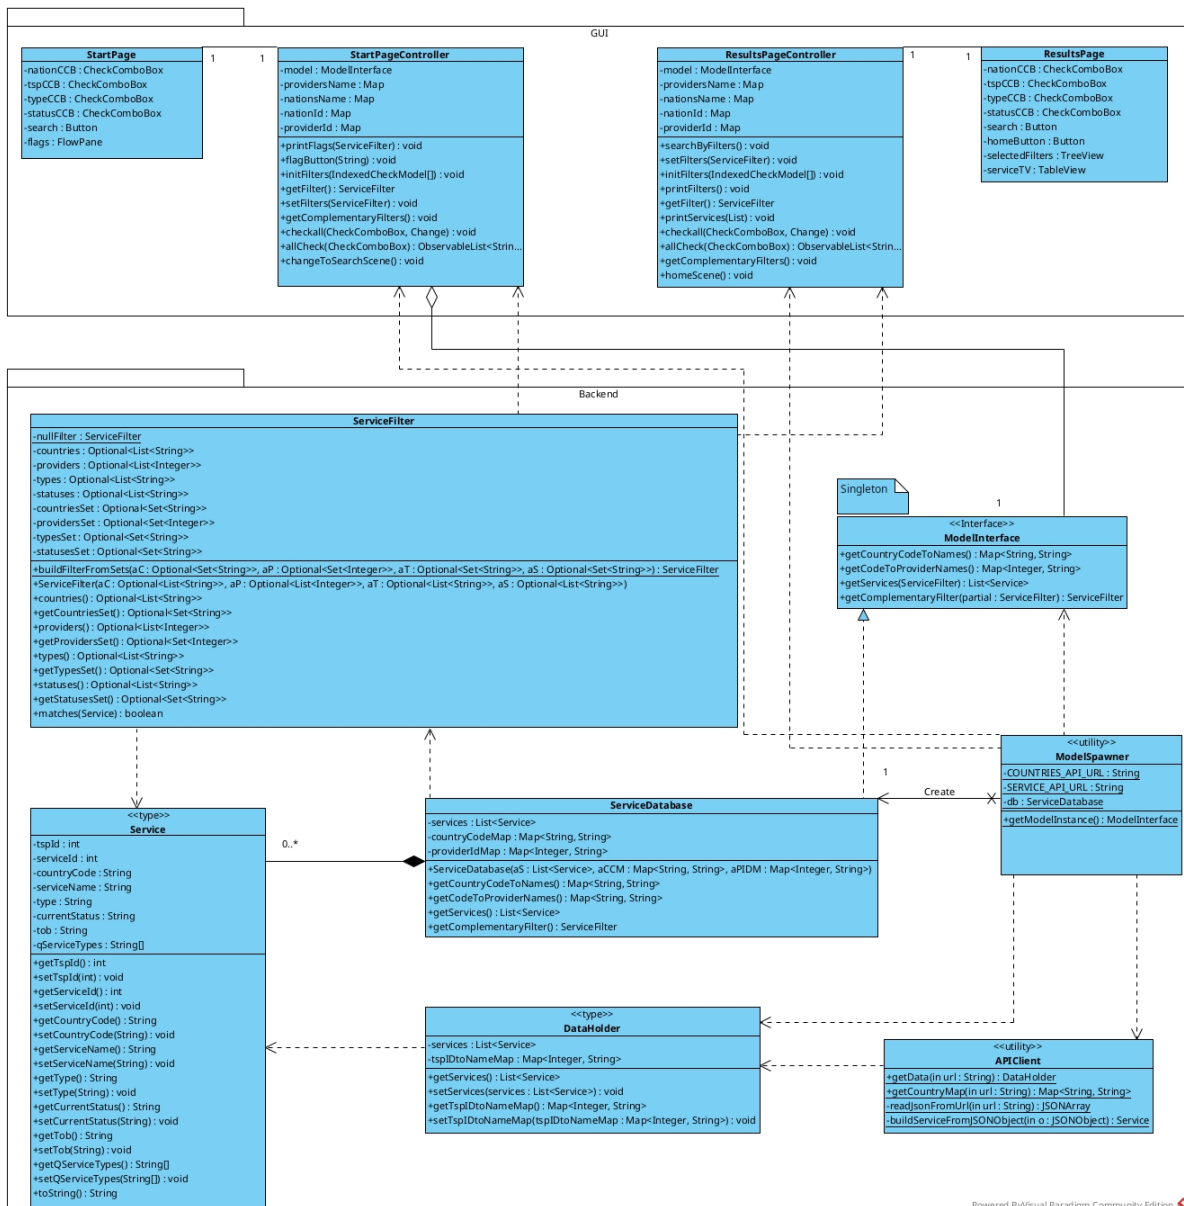 GUI
StartPage
-nationCCB : CheckComboBox
-tspCCB : CheckComboBox
-typeCCB : CheckComboBox
-statusCCB : CheckComboBox
-search : Button
-flags : FlowPane
1
1
StartPageController
-model : ModelInterface
-providersName : Map
-nationsName : Map
-nationId : Map
-providerId : Map
+printFlags(ServiceFilter) : void
+flagButton(String) : void
+initFilters(IndexedCheckModel[]) : void
+getFilter() : ServiceFilter
+setFilters(ServiceFilter) : void
+getComplementaryFilters() : void
+checkall(CheckComboBox, Change) : void
+allCheck(CheckComboBox) : ObservableList<Strin...
+changeToSearchScene() : void
ResultsPageController
-model : ModelInterface
-providersName : Map
-nationsName : Map
-nationId : Map
-providerId : Map
+searchByFilters() : void
+setFilters(ServiceFilter) : void
+initFilters(IndexedCheckModel[]) : void
+printFilters() : void
+getFilter() : ServiceFilter
+printServices(List) : void
+checkall(CheckComboBox, Change) : void
+allCheck(CheckComboBox) : ObservableList<Strin...
+getComplementaryFilters() : void
+homeScene() : void
1
1
ResultsPage
-nationCCB : CheckComboBox
-tspCCB : CheckComboBox
-typeCCB : CheckComboBox
-statusCCB : CheckComboBox
-search : Button
-homeButton : Button
-selectedFilters : TreeView
-serviceTV : TableView
Backend
ServiceFilter
-nullFilter : ServiceFilter
-countries : Optional<List<String>>
-providers : Optional<List<Integer>>
-types : Optional<List<String>>
-statuses : Optional<List<String>>
-countriesSet : Optional<Set<String>>
-providersSet : Optional<Set<Integer>>
-typesSet : Optional<Set<String>>
-statusesSet : Optional<Set<String>>
+buildFilterFromSets(aC : Optional<Set<String>>, aP : Optional<Set<Integer>>, aT : Optional<Set<String>>, aS : Optional<Set<String>>) : ServiceFilter
+ServiceFilter(aC : Optional<List<String>>, aP : Optional<List<Integer>>, aT : Optional<List<String>>, aS : Optional<List<String>>)
+countries() : Optional<List<String>>
+getCountriesSet() : Optional<Set<String>>
+providers() : Optional<List<Integer>>
+getProvidersSet() : Optional<Set<Integer>>
+types() : Optional<List<String>>
+getTypesSet() : Optional<Set<String>>
+statuses() : Optional<List<String>>
+getStatusesSet() : Optional<Set<String>>
+matches(Service) : boolean
Singleton
1
<<Interface>>
ModelInterface
+getCountryCodeToNames() : Map<String, String>
+getCodeToProviderNames() : Map<Integer, String>
+getServices(ServiceFilter) : List<Service>
+getComplementaryFilter(partial : ServiceFilter) : ServiceFilter
<<utility>>
ModelSpawner
-COUNTRIES_API_URL : String
-SERVICE_API_URL : String
-db : ServiceDatabase
+getModelInstance() : ModelInterface
1
Create
ServiceDatabase
-services : List<Service>
-countryCodeMap : Map<String, String>
-providerIdMap : Map<Integer, String>
+ServiceDatabase(aS : List<Service>, aCCM : Map<String, String>, aPIDM : Map<Integer, String>)
+getCountryCodeToNames() : Map<String, String>
+getCodeToProviderNames() : Map<String, String>
+getServices() : List<Service>
+getComplementaryFilter() : ServiceFilter
0..*
<<type>>
Service
-tspId : int
-serviceId : int
-countryCode : String
-serviceName : String
-type : String
-currentStatus : String
-tob : String
-qServiceTypes : String[]
+getTspId() : int
+setTspId(int) : void
+getServiceId() : int
+setServiceId(int) : void
+getCountryCode() : String
+setCountryCode(String) : void
+getServiceName() : String
+setServiceName(String) : void
+getType() : String
+setType(String) : void
+getCurrentStatus() : String
+setCurrentStatus(String) : void
+getTob() : String
+setTob(String) : void
+getQServiceTypes() : String[]
+setQServiceTypes(String[]) : void
+toString() : String
<<type>>
DataHolder
-services : List<Service>
-tspIDtoNameMap : Map<Integer, String>
+getServices() : List<Service>
+setServices(services : List<Service>) : void
+getTspIDtoNameMap() : Map<Integer, String>
+setTspIDtoNameMap(tspIDtoNameMap : Map<Integer, String>) : void
<<utility>>
APIClient
+getData(in url : String) : DataHolder
+getCountryMap(in url : String) : Map<String, String>
-readJsonFromUrl(in url : String) : JSONArray
-buildServiceFromJSONObject(in o : JSONObject) : Service
Powered ByVisual Paradigm Community Edition